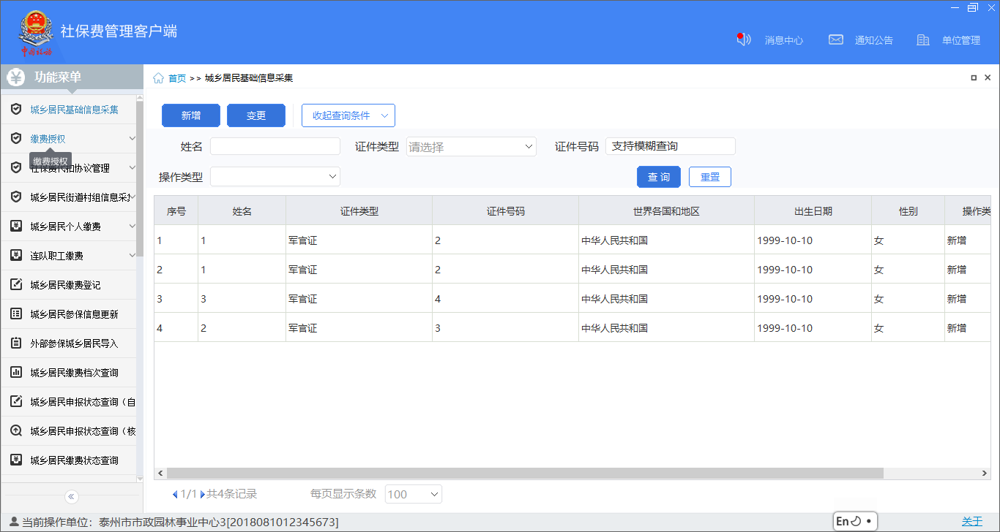 社保费管理客户端
中国税务
消息中心 通知公告 单位管理
功能菜单
首页 >> 城乡居民基础信息采集
城乡居民基础信息采集
缴费授权
缴费授权
城乡居民街道村组信息采
城乡居民个人缴费
连队职工缴费
城乡居民缴费登记
城乡居民参保信息更新
外部参保城乡居民导入
城乡居民缴费档次查询
城乡居民申报状态查询（自
城乡居民申报状态查询（核
城乡居民缴费状态查询
新增 变更 收起查询条件
姓名 证件类型 请选择 证件号码 支持模糊查询
操作类型 查询 重置
序号 姓名 证件类型 证件号码 世界各国和地区 出生日期 性别 操作类
1 1 军官证 2 中华人民共和国 1999-10-10 女 新增
2 1 军官证 2 中华人民共和国 1999-10-10 女 新增
3 3 军官证 4 中华人民共和国 1999-10-10 女 新增
4 2 军官证 3 中华人民共和国 1999-10-10 女 新增
1/1 共4条记录 每页显示条数 100
当前操作单位：泰州市市政园林事业中心3[2018081012345673]
En
关于